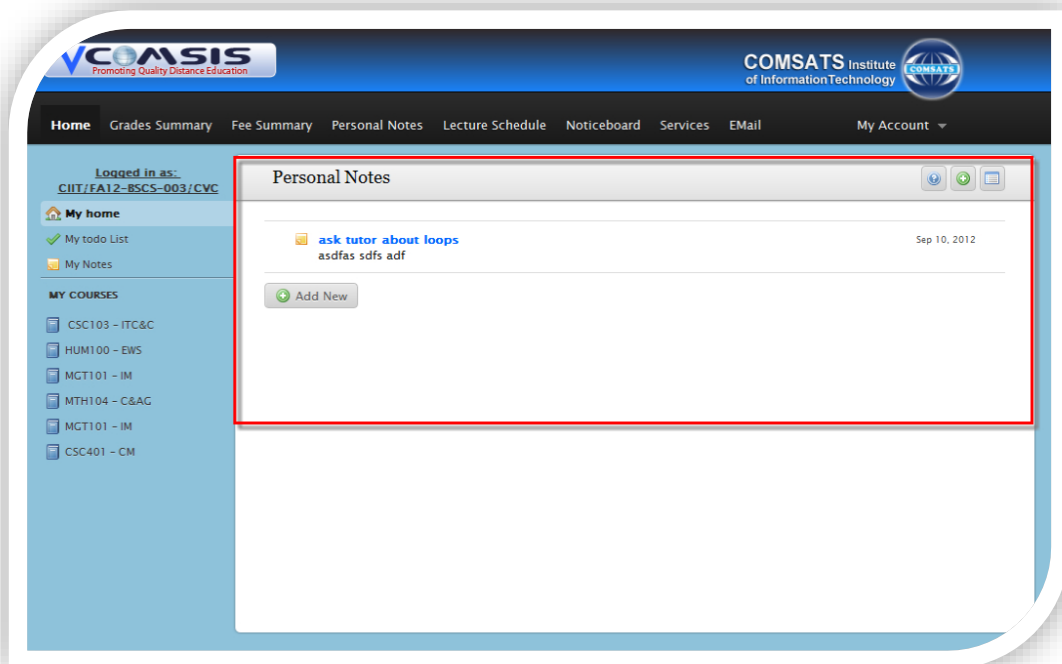 VCOMSIS
Promoting Quality Distance Education
COMSATS Institute
of Information Technology
COMSATS
Home Grades Summary Fee Summary Personal Notes Lecture Schedule Noticeboard Services EMail My Account
Logged in as:
CIIT/FA12-BSCS-003/CVC
My home
My todo List
My Notes
MY COURSES
CSC103 - ITC&C
HUM100 - EWS
MGT101 - IM
MTH104 - C&AG
MGT101 - IM
CSC401 - CM
Personal Notes
ask tutor about loops
Sep 10, 2012
asdfas sdfs adf
Add New